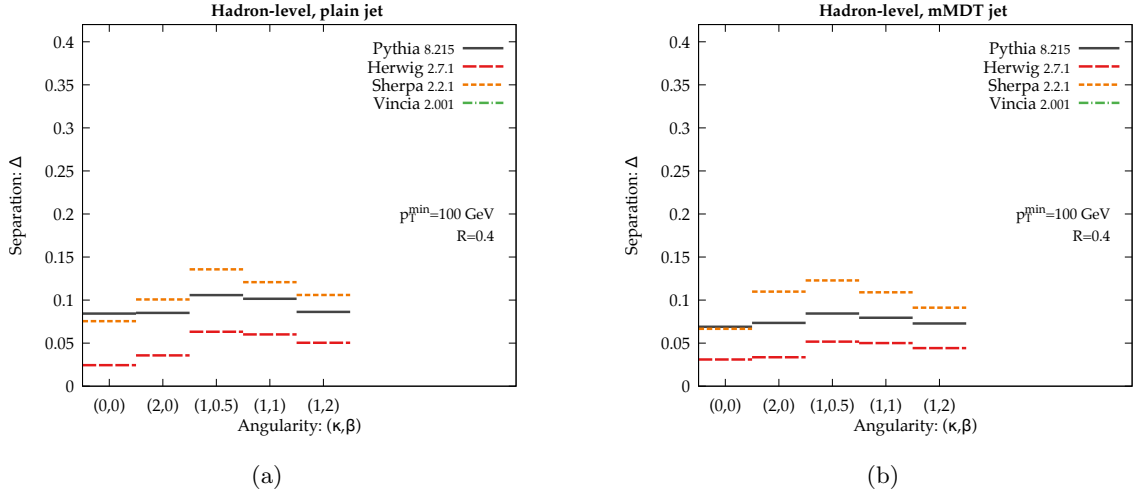 Hadron-level, plain jet
Separation: Δ
0.4
0.35
0.3
0.25
0.2
0.15
0.1
0.05
0
Pythia 8.215
Herwig 2.7.1
Sherpa 2.2.1
Vincia 2.001
p_T^min=100 GeV
R=0.4
(0,0) (2,0) (1,0.5) (1,1) (1,2)
Angularity: (κ,β)
(a)
Hadron-level, mMDT jet
Separation: Δ
0.4
0.35
0.3
0.25
0.2
0.15
0.1
0.05
0
Pythia 8.215
Herwig 2.7.1
Sherpa 2.2.1
Vincia 2.001
p_T^min=100 GeV
R=0.4
(0,0) (2,0) (1,0.5) (1,1) (1,2)
Angularity: (κ,β)
(b)